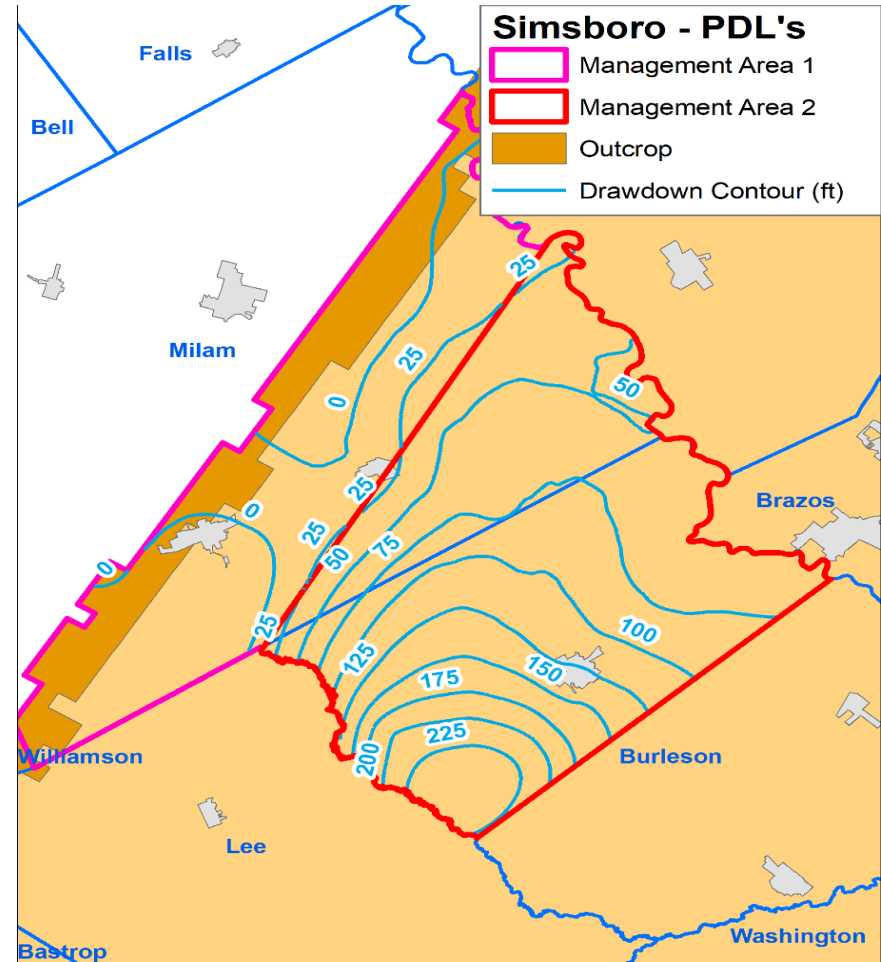 Simsboro - PDL's
Management Area 1
Management Area 2
Outcrop
Drawdown Contour (ft)
Falls
Bell
Milam
Brazos
Burleson
Williamson
Lee
Washington
Bastrop
25
50
25
0
25
0
25
50
75
0
25
100
125
150
175
200
225